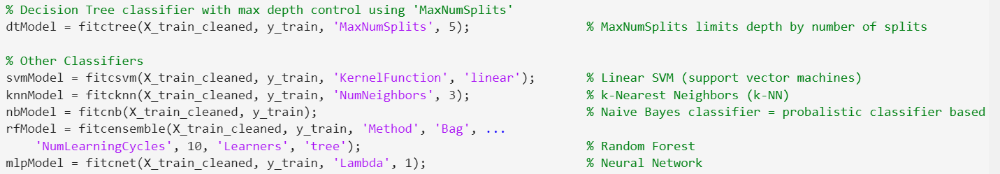 % Decision Tree classifier with max depth control using 'MaxNumSplits'
dtModel = fitctree(X_train_cleaned, y_train, 'MaxNumSplits', 5); % MaxNumSplits limits depth by number of splits
% Other Classifiers
svmModel = fitcsvm(X_train_cleaned, y_train, 'KernelFunction', 'linear'); % Linear SVM (support vector machines)
knnModel = fitcknn(X_train_cleaned, y_train, 'NumNeighbors', 3); % k-Nearest Neighbors (k-NN)
nbModel = fitcnb(X_train_cleaned, y_train); % Naive Bayes classifier = probalistic classifier based
rfModel = fitcensemble(X_train_cleaned, y_train, 'Method', 'Bag', ...
'NumLearningCycles', 10, 'Learners', 'tree'); % Random Forest
mlpModel = fitcnet(X_train_cleaned, y_train, 'Lambda', 1); % Neural Network